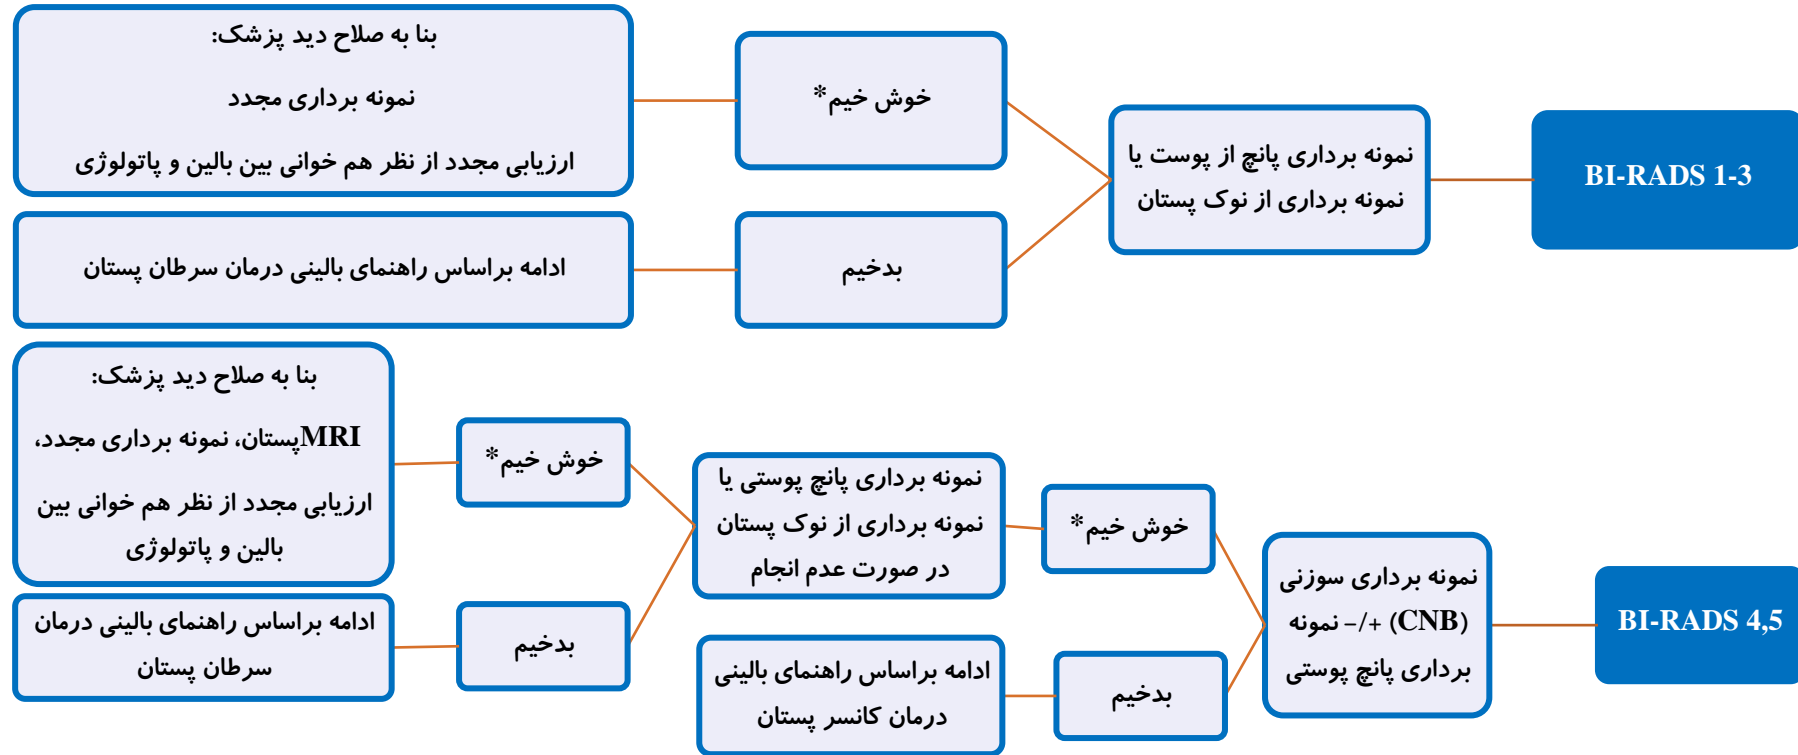 BI-RADS 1-3
نمونه برداری پانچ از پوست یا
نمونه برداری از نوک پستان
خوش خیم*
بنا به صلاح دید پزشک:
نمونه برداری مجدد
ارزیابی مجدد از نظر هم خوانی بین بالین و پاتولوژی
بدخیم
ادامه براساس راهنمای بالینی درمان سرطان پستان
BI-RADS 4,5
نمونه برداری سوزنی
(CNB) +/– نمونه
برداری پانچ پوستی
خوش خیم*
نمونه برداری پانچ پوستی یا
نمونه برداری از نوک پستان
در صورت عدم انجام
خوش خیم*
بنا به صلاح دید پزشک:
MRIپستان، نمونه برداری مجدد،
ارزیابی مجدد از نظر هم خوانی بین
بالین و پاتولوژی
بدخیم
ادامه براساس راهنمای بالینی درمان
سرطان پستان
بدخیم
ادامه براساس راهنمای بالینی
درمان کانسر پستان